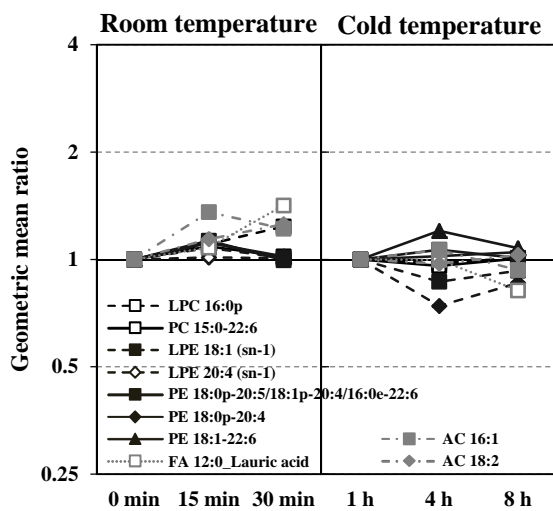 Room temperature Cold temperature
Geometric mean ratio
4
2
1
0.5
0.25
LPC 16:0p
PC 15:0-22:6
LPE 18:1 (sn-1)
LPE 20:4 (sn-1)
PE 18:0p-20:5/18:1p-20:4/16:0e-22:6
PE 18:0p-20:4
PE 18:1-22:6
FA 12:0_Lauric acid
AC 16:1
AC 18:2
0 min 15 min 30 min 1 h 4 h 8 h